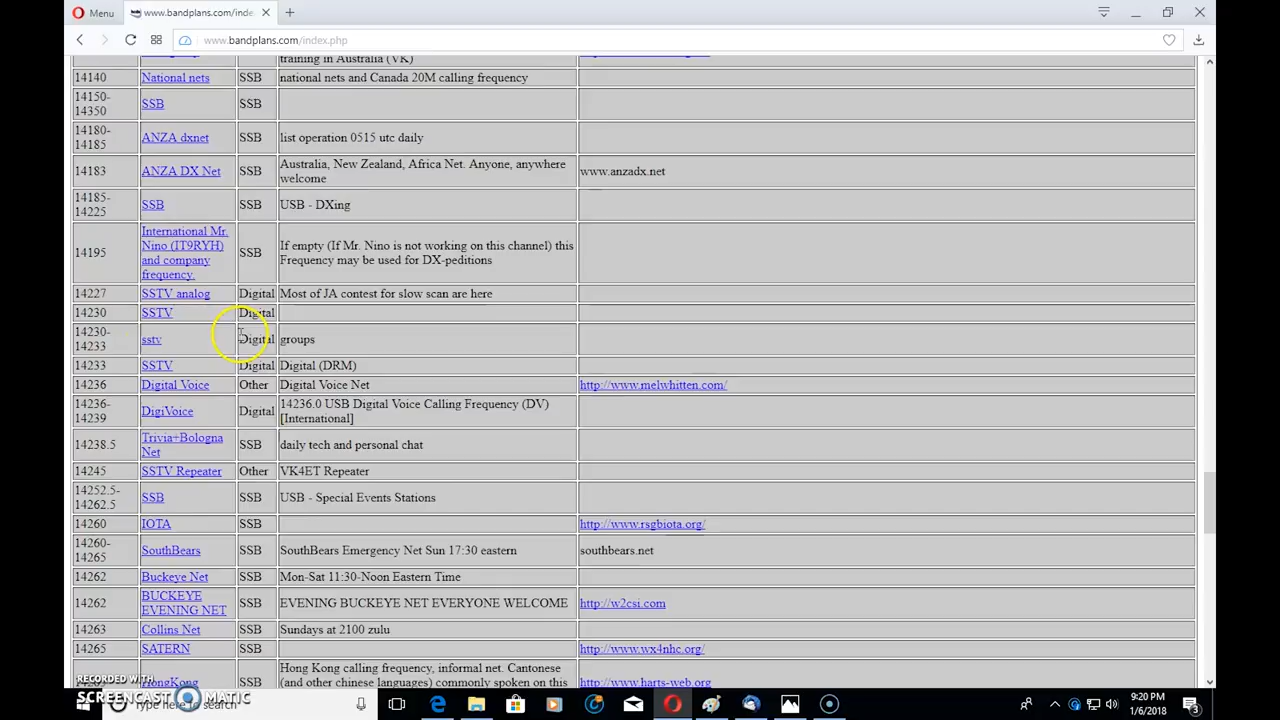 Menu
www.bandplans.com/inde
www.bandplans.com/index.php
training in Australia (VK)
14140 National nets SSB national nets and Canada 20M calling frequency
14150-
14350
SSB SSB
14180-
14185
ANZA dxnet SSB list operation 0515 utc daily
14183 ANZA DX Net SSB Australia, New Zealand, Africa Net. Anyone, anywhere
welcome
www.anzadx.net
14185-
14225
SSB SSB USB - DXing
14195
International Mr.
Nino (IT9RYH)
and company
frequency.
SSB
If empty (If Mr. Nino is not working on this channel) this
Frequency may be used for DX-peditions
14227 SSTV analog Digital Most of JA contest for slow scan are here
14230 SSTV Digital
14230-
14233
sstv Digital groups
14233 SSTV Digital Digital (DRM)
14236 Digital Voice Other Digital Voice Net http://www.melwhitten.com/
14236-
14239
DigiVoice Digital 14236.0 USB Digital Voice Calling Frequency (DV)
[International]
14238.5 Trivia+Bologna
Net
SSB daily tech and personal chat
14245 SSTV Repeater Other VK4ET Repeater
14252.5-
14262.5
SSB SSB USB - Special Events Stations
14260 IOTA SSB http://www.rsgbiota.org/
14260-
14265
SouthBears SSB SouthBears Emergency Net Sun 17:30 eastern southbears.net
14262 Buckeye Net SSB Mon-Sat 11:30-Noon Eastern Time
14262 BUCKEYE
EVENING NET
SSB EVENING BUCKEYE NET EVERYONE WELCOME http://w2csi.com
14263 Collins Net SSB Sundays at 2100 zulu
14265 SATERN SSB http://www.wx4nhc.org/
HongKong SSB
Hong Kong calling frequency, informal net. Cantonese
(and other chinese languages) commonly spoken on this
http://www.harts-web.org
RECORDED WITH
SCREENCAST MATIC
Type here to search
9:20 PM
1/6/2018
3